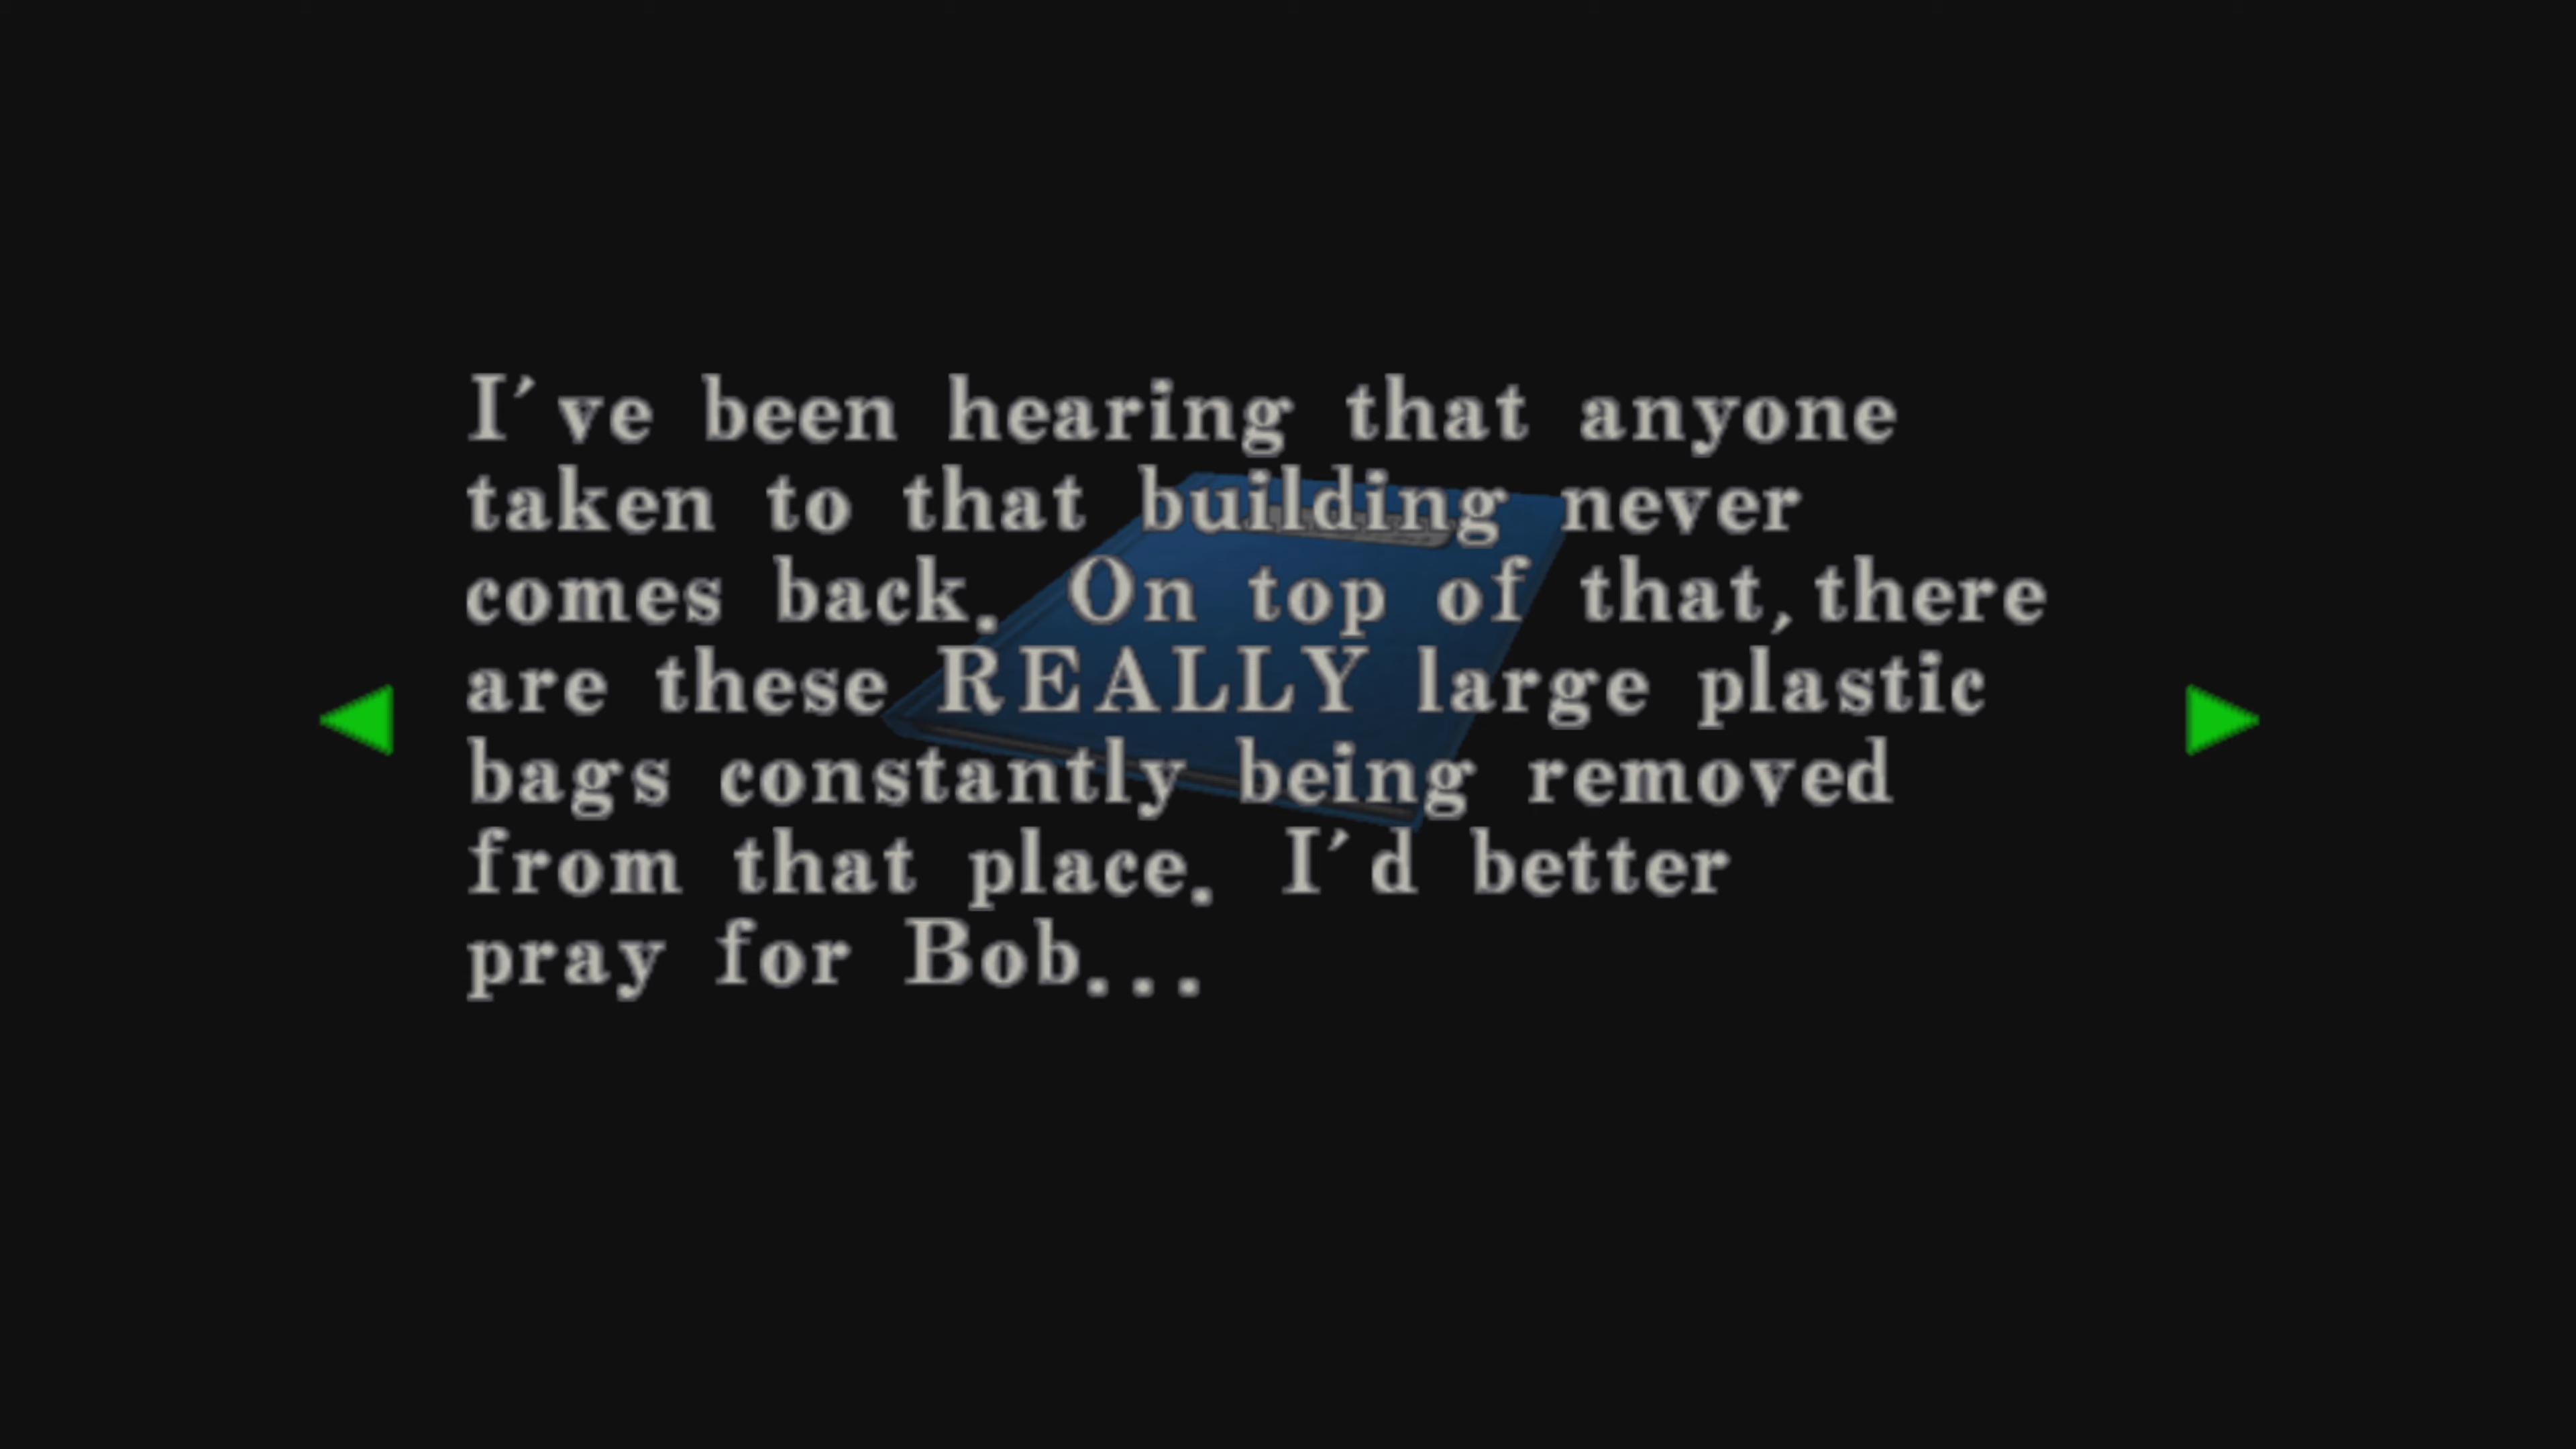 I've been hearing that anyone
taken to that building never
comes back. On top of that,there
are these REALLY large plastic
bags constantly being removed
from that place. I'd better
pray for Bob...